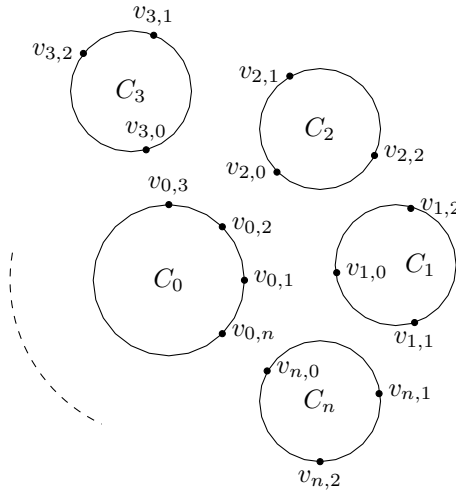 v_{3,1}
v_{3,2}
C_3
v_{3,0}
v_{2,1}
C_2
v_{2,2}
v_{2,0}
v_{0,3}
v_{0,2}
C_0
v_{0,1}
v_{0,n}
v_{1,2}
v_{1,0}
C_1
v_{1,1}
v_{n,0}
C_n
v_{n,1}
v_{n,2}